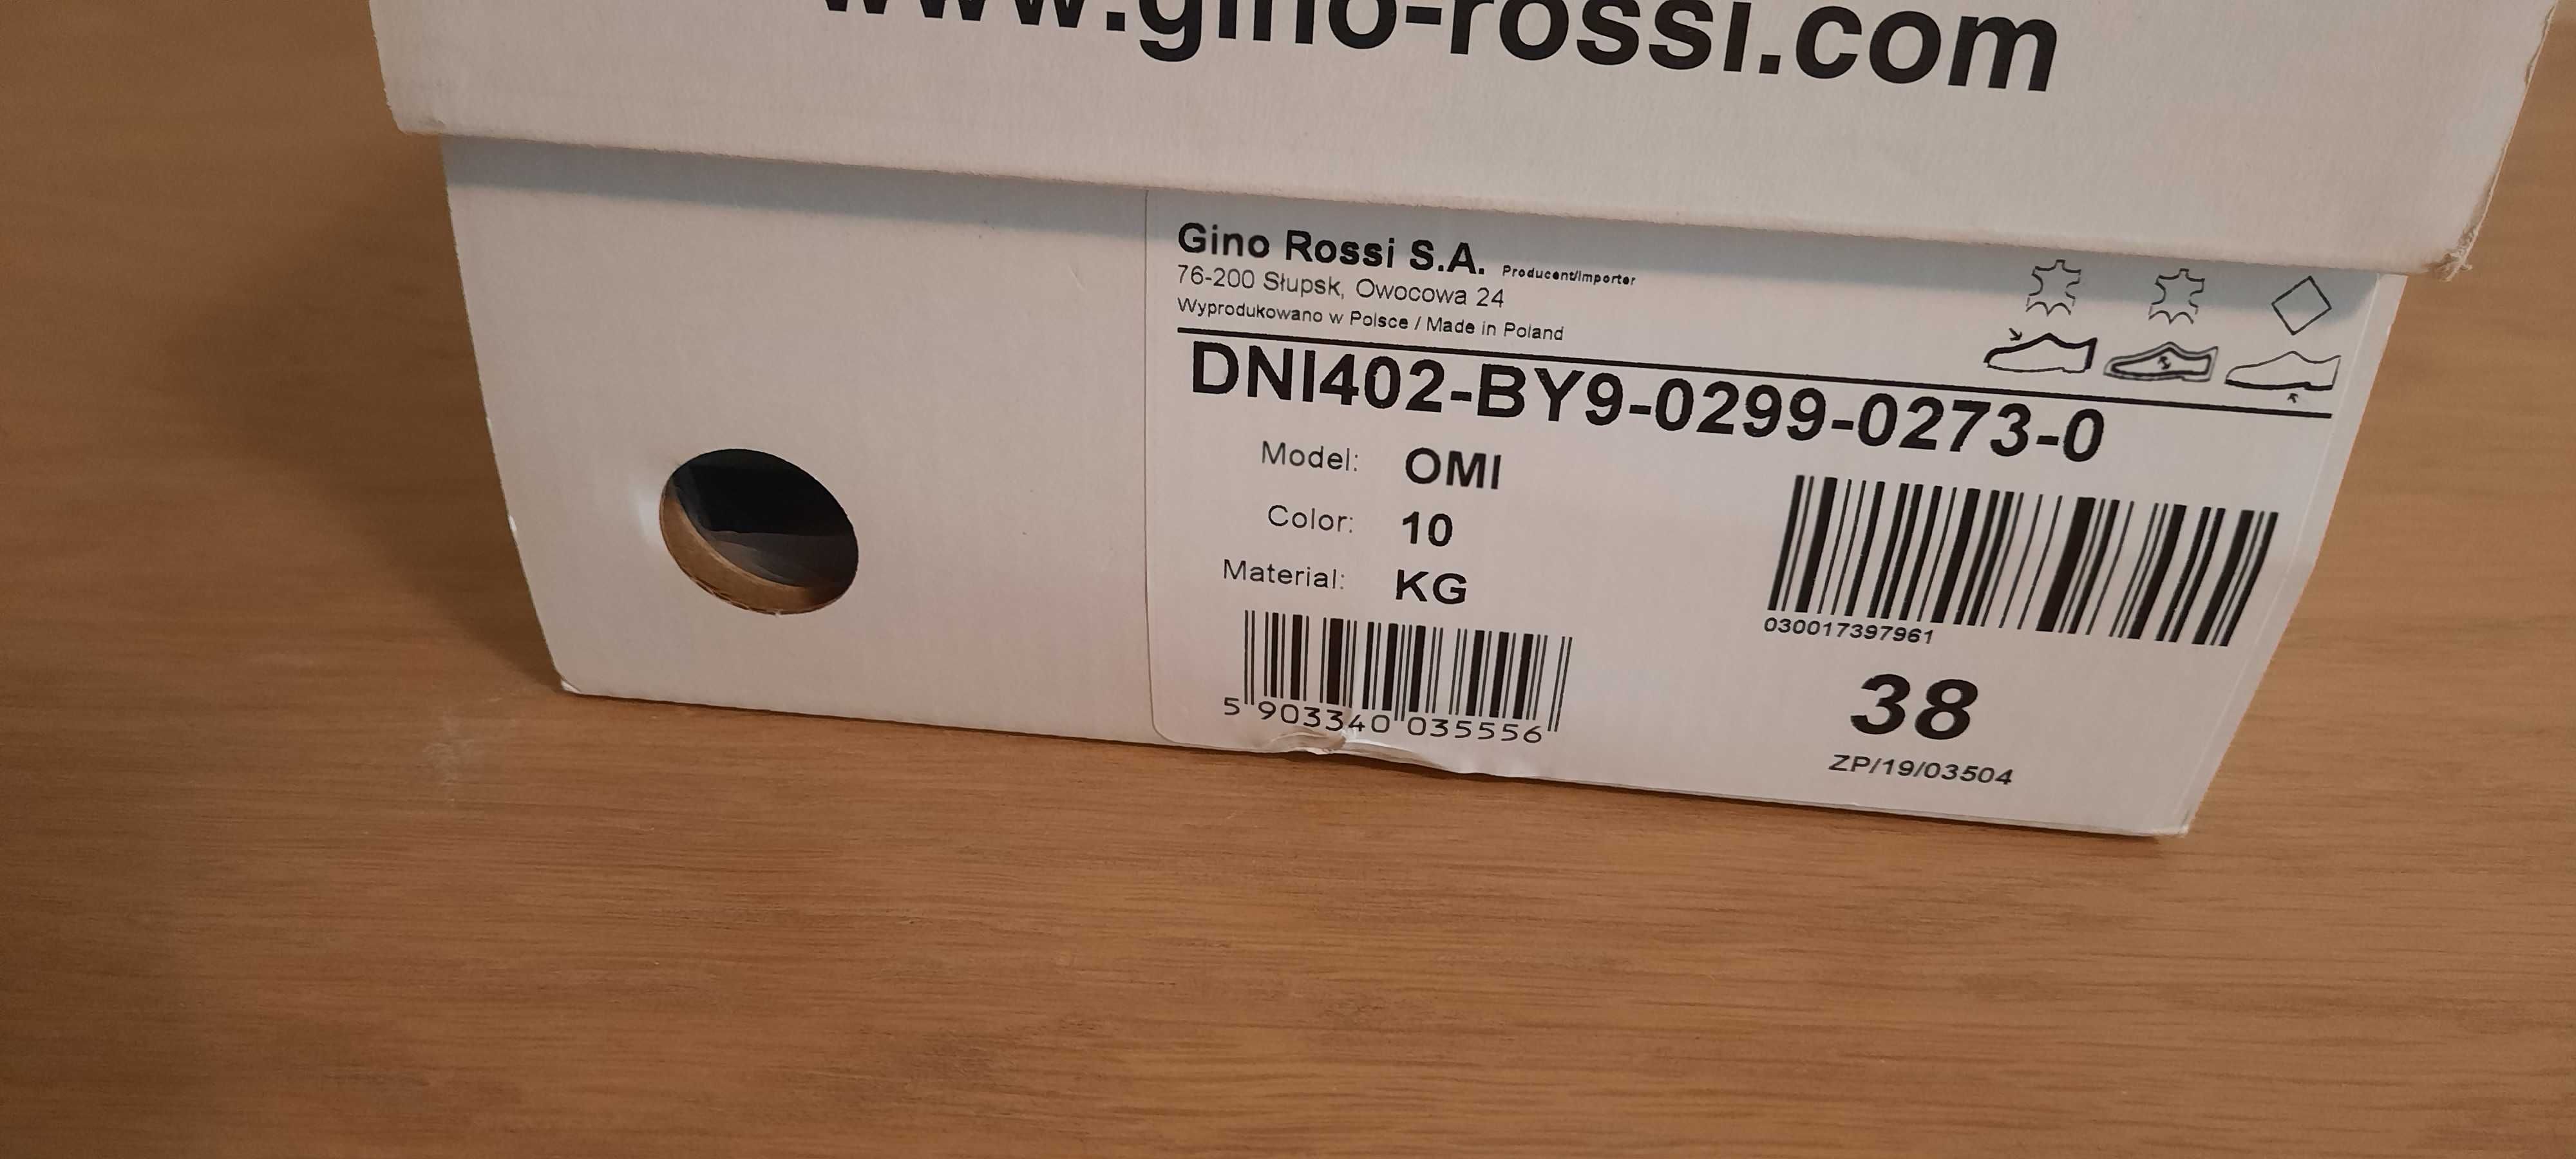 www.gino-rossi.com
Gino Rossi S.A. Producent/Importer
76-200 Słupsk, Owocowa 24
Wyprodukowano w Polsce / Made in Poland
DNI402-BY9-0299-0273-0
Model: OMI
Color: 10
Material: KG
5 903340 035556
030017397961
38
ZP/19/03504